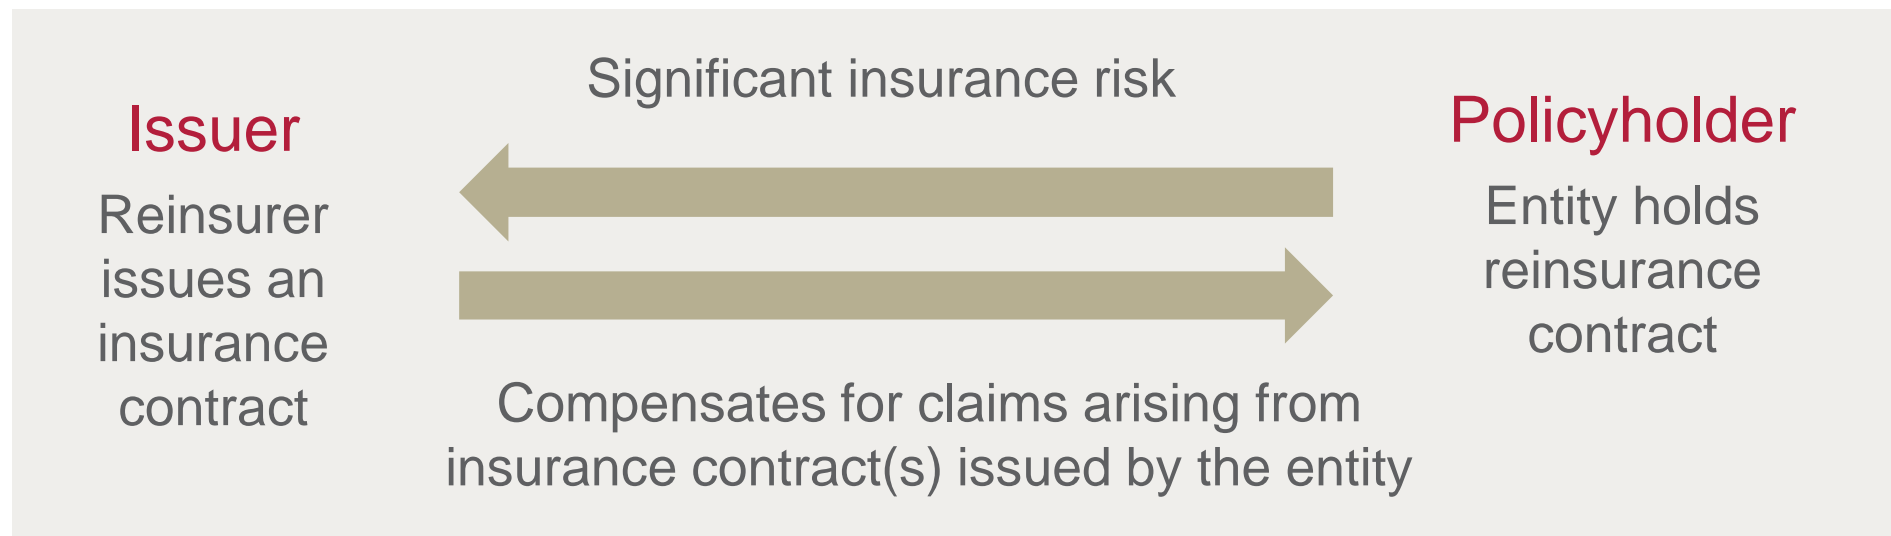 Significant insurance risk
Issuer
Reinsurer
issues an
insurance
contract
Policyholder
Entity holds
reinsurance
contract
Compensates for claims arising from
insurance contract(s) issued by the entity